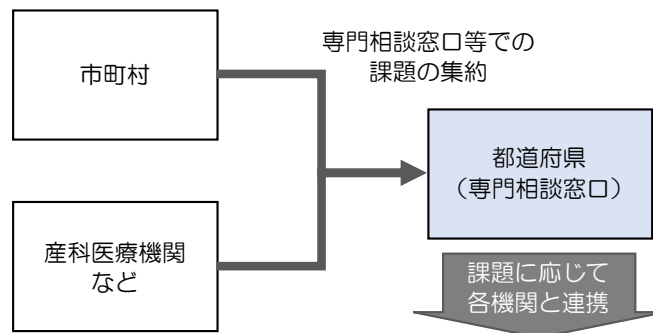 専門相談窓口等での
課題の集約
市町村
都道府県
（専門相談窓口）
産科医療機関
など
課題に応じて
各機関と連携